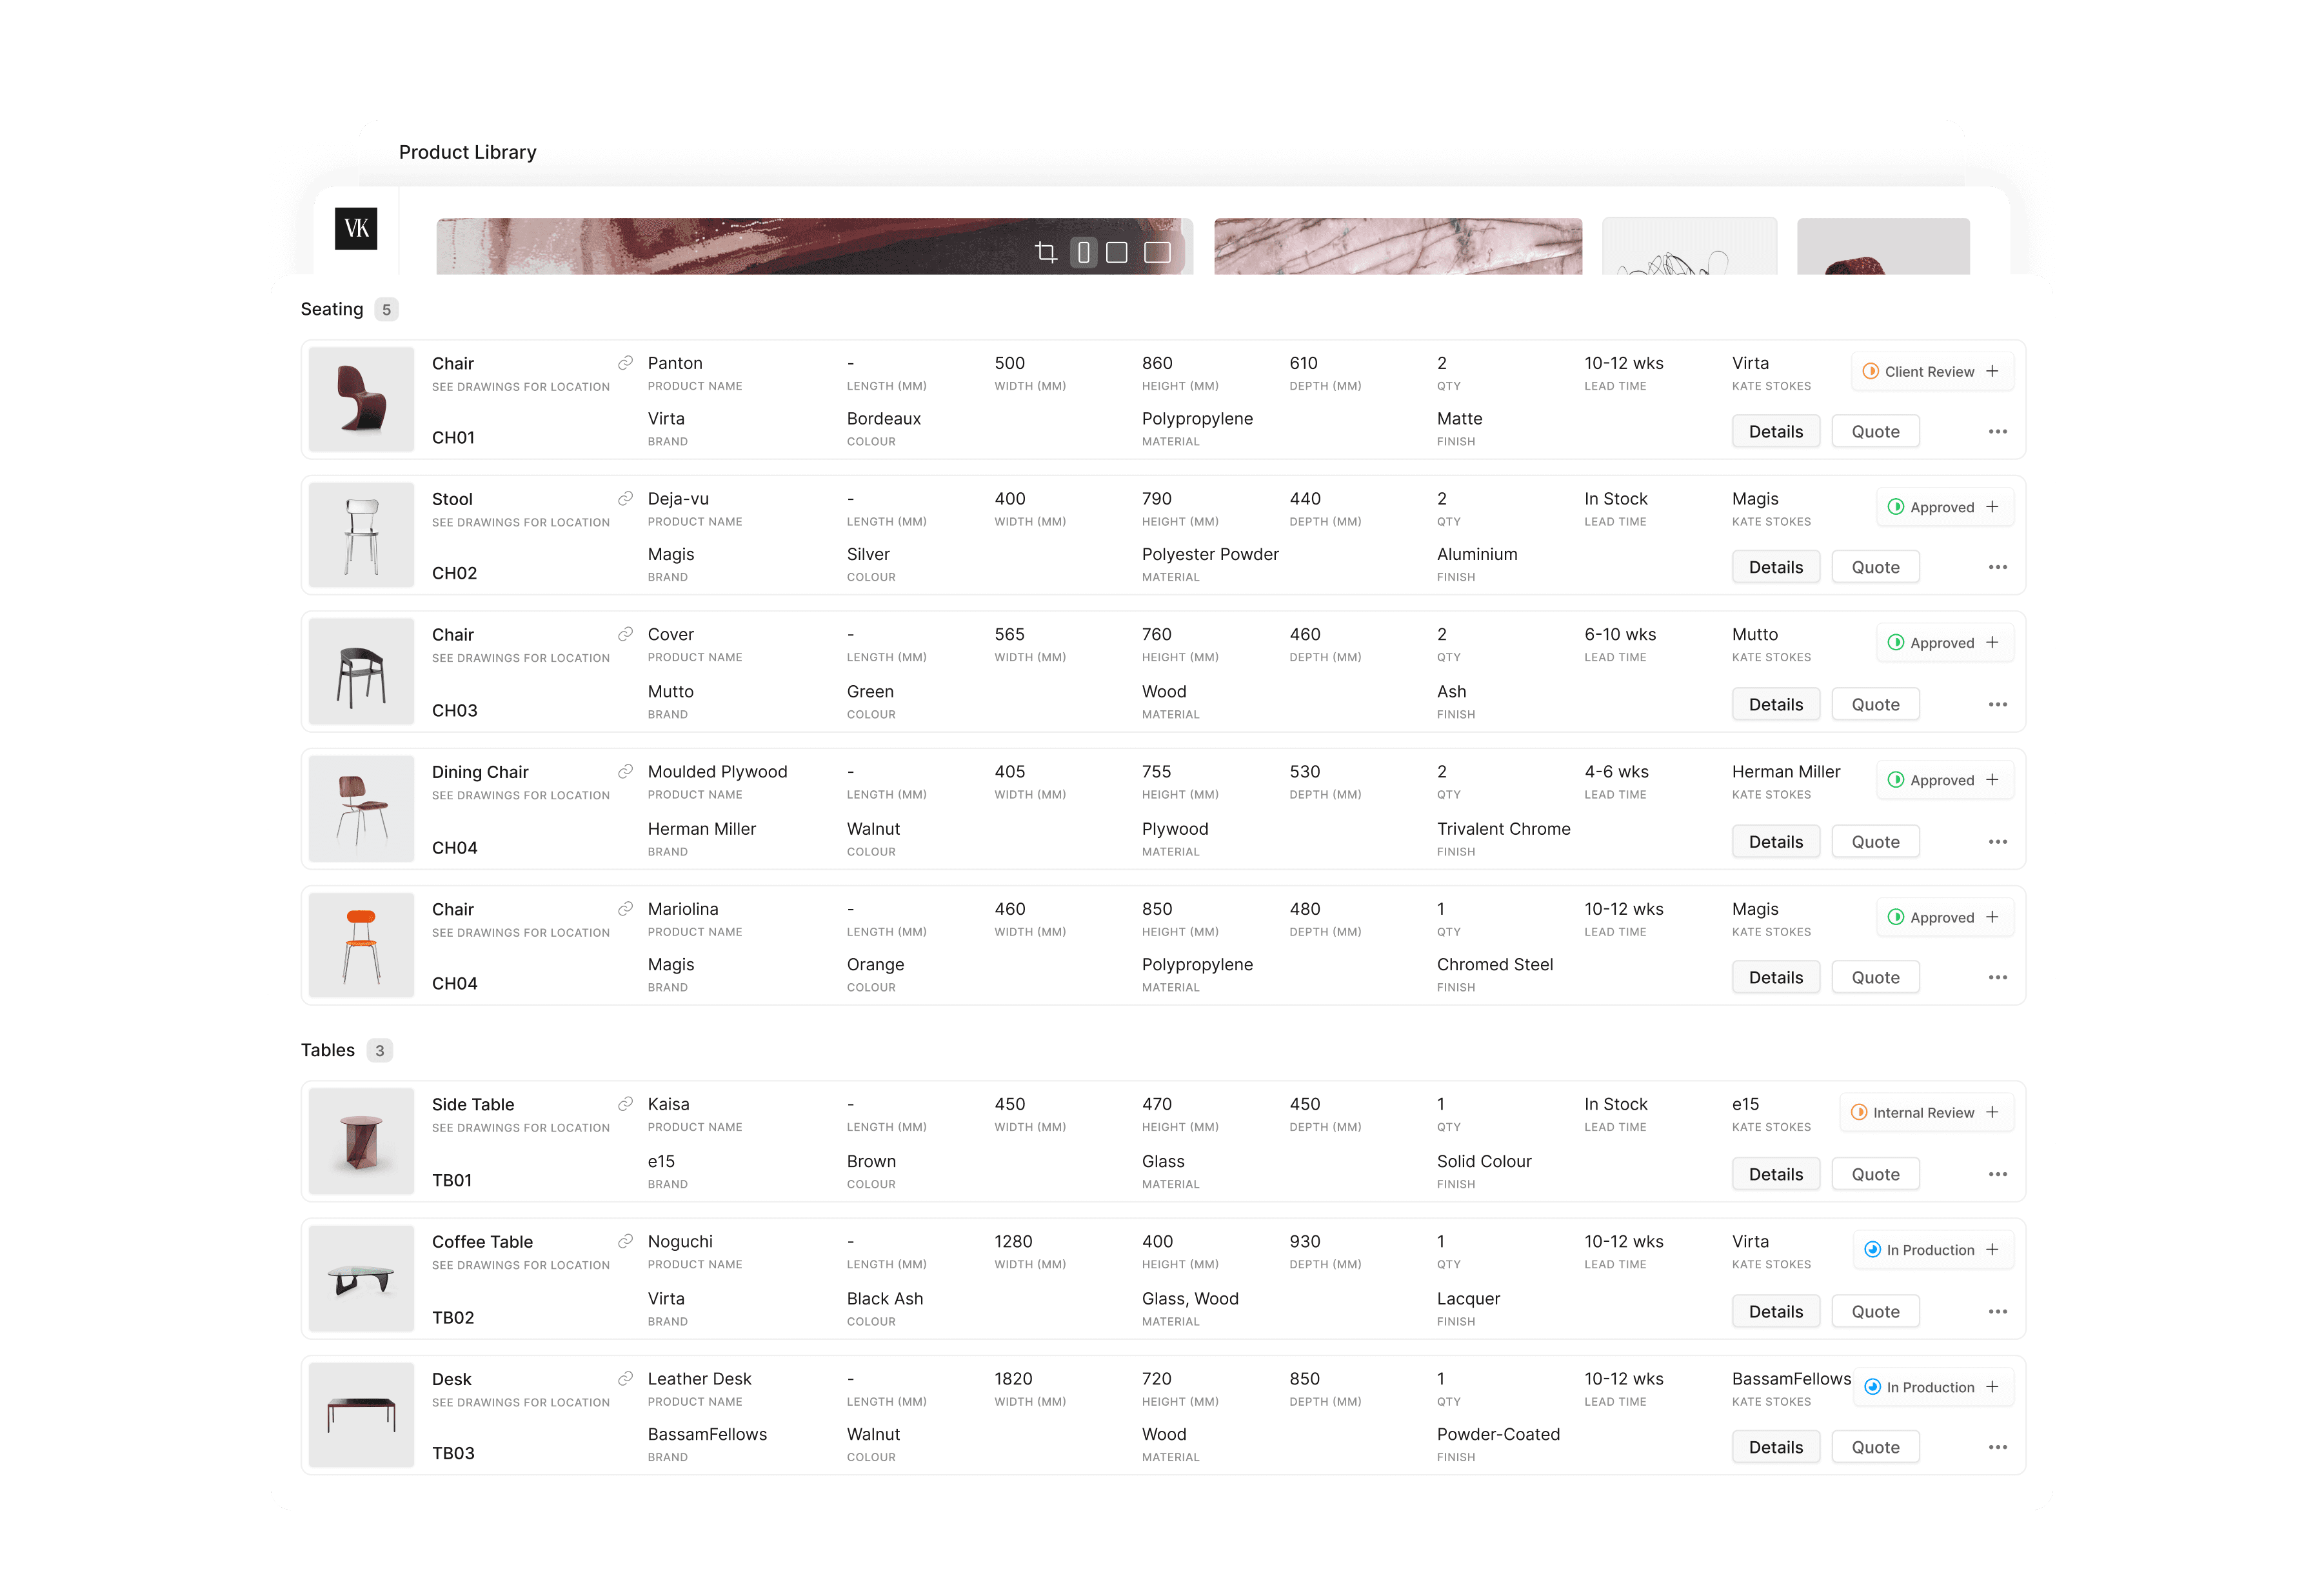 Product Library
VK
Seating 5
Chair Panton - 500 860 610 2 10-12 wks Virta Client Review
SEE DRAWINGS FOR LOCATION PRODUCT NAME LENGTH (MM) WIDTH (MM) HEIGHT (MM) DEPTH (MM) QTY LEAD TIME KATE STOKES
CH01 Virta Bordeaux Polypropylene Matte Details Quote
BRAND COLOUR MATERIAL FINISH
Stool Deja-vu - 400 790 440 2 In Stock Magis Approved
SEE DRAWINGS FOR LOCATION PRODUCT NAME LENGTH (MM) WIDTH (MM) HEIGHT (MM) DEPTH (MM) QTY LEAD TIME KATE STOKES
CH02 Magis Silver Polyester Powder Aluminium Details Quote
BRAND COLOUR MATERIAL FINISH
Chair Cover - 565 760 460 2 6-10 wks Mutto Approved
SEE DRAWINGS FOR LOCATION PRODUCT NAME LENGTH (MM) WIDTH (MM) HEIGHT (MM) DEPTH (MM) QTY LEAD TIME KATE STOKES
CH03 Mutto Green Wood Ash Details Quote
BRAND COLOUR MATERIAL FINISH
Dining Chair Moulded Plywood - 405 755 530 2 4-6 wks Herman Miller Approved
SEE DRAWINGS FOR LOCATION PRODUCT NAME LENGTH (MM) WIDTH (MM) HEIGHT (MM) DEPTH (MM) QTY LEAD TIME KATE STOKES
CH04 Herman Miller Walnut Plywood Trivalent Chrome Details Quote
BRAND COLOUR MATERIAL FINISH
Chair Mariolina - 460 850 480 1 10-12 wks Magis Approved
SEE DRAWINGS FOR LOCATION PRODUCT NAME LENGTH (MM) WIDTH (MM) HEIGHT (MM) DEPTH (MM) QTY LEAD TIME KATE STOKES
CH04 Magis Orange Polypropylene Chromed Steel Details Quote
BRAND COLOUR MATERIAL FINISH
Tables 3
Side Table Kaisa - 450 470 450 1 In Stock e15 Internal Review
SEE DRAWINGS FOR LOCATION PRODUCT NAME LENGTH (MM) WIDTH (MM) HEIGHT (MM) DEPTH (MM) QTY LEAD TIME KATE STOKES
TB01 e15 Brown Glass Solid Colour Details Quote
BRAND COLOUR MATERIAL FINISH
Coffee Table Noguchi - 1280 400 930 1 10-12 wks Virta In Production
SEE DRAWINGS FOR LOCATION PRODUCT NAME LENGTH (MM) WIDTH (MM) HEIGHT (MM) DEPTH (MM) QTY LEAD TIME KATE STOKES
TB02 Virta Black Ash Glass, Wood Lacquer Details Quote
BRAND COLOUR MATERIAL FINISH
Desk Leather Desk - 1820 720 850 1 10-12 wks BassamFellows In Production
SEE DRAWINGS FOR LOCATION PRODUCT NAME LENGTH (MM) WIDTH (MM) HEIGHT (MM) DEPTH (MM) QTY LEAD TIME KATE STOKES
TB03 BassamFellows Walnut Wood Powder-Coated Details Quote
BRAND COLOUR MATERIAL FINISH